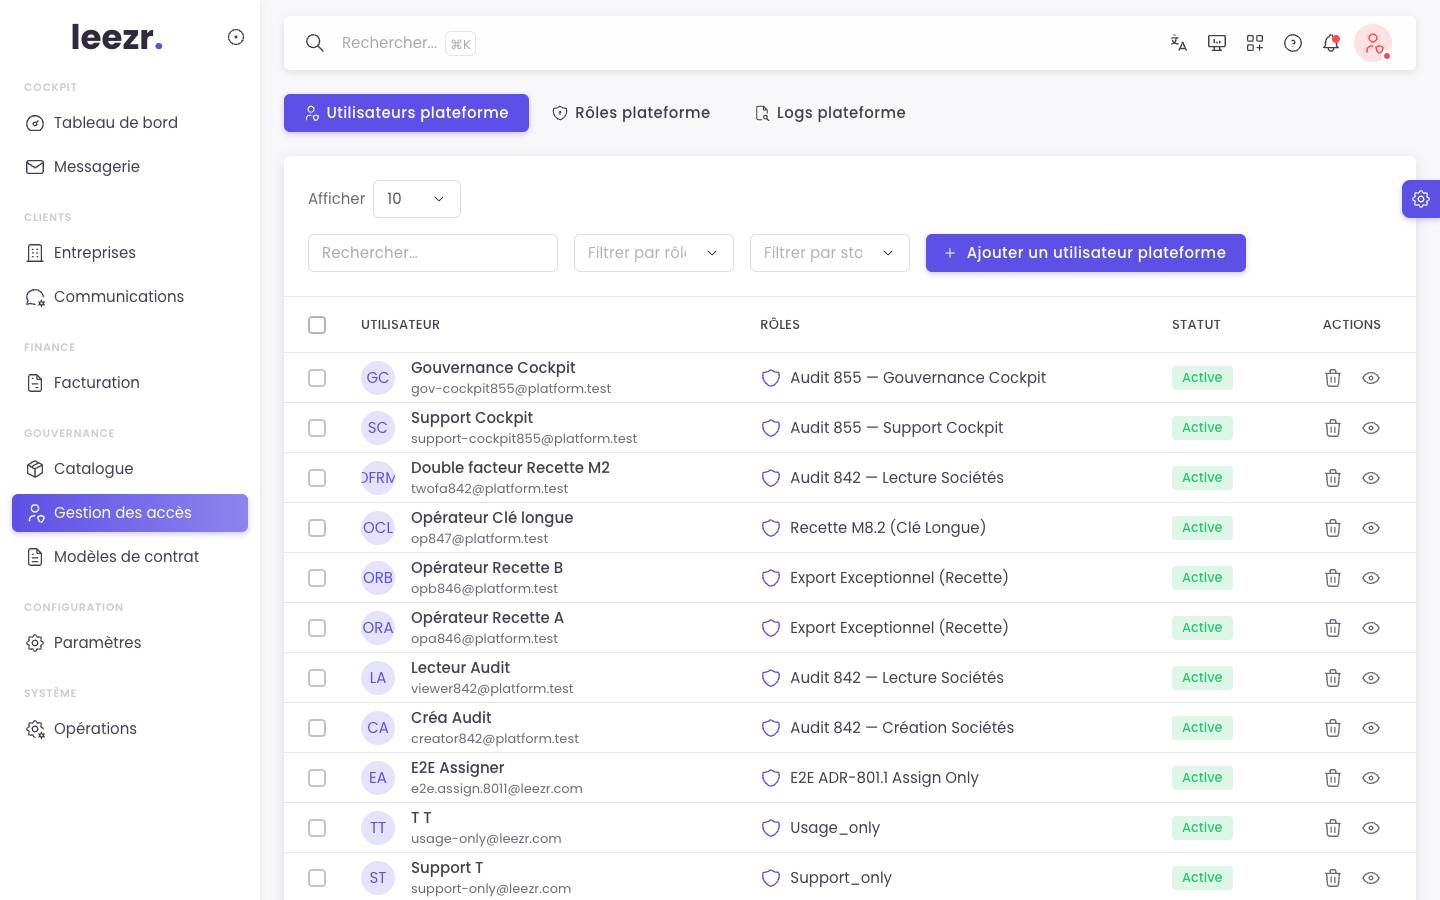 leezr.
COCKPIT
Tableau de bord
Messagerie
CLIENTS
Entreprises
Communications
FINANCE
Facturation
GOUVERNANCE
Catalogue
Gestion des accès
Modèles de contrat
CONFIGURATION
Paramètres
SYSTÈME
Opérations
Rechercher... ⌘K
Utilisateurs plateforme
Rôles plateforme
Logs plateforme
Afficher 10
Rechercher...
Filtrer par rôl
Filtrer par sta
Ajouter un utilisateur plateforme
UTILISATEUR RÔLES STATUT ACTIONS
GC Gouvernance Cockpit
gov-cockpit855@platform.test
Audit 855 — Gouvernance Cockpit Active
SC Support Cockpit
support-cockpit855@platform.test
Audit 855 — Support Cockpit Active
DFRM Double facteur Recette M2
twofa842@platform.test
Audit 842 — Lecture Sociétés Active
OCL Opérateur Clé longue
op847@platform.test
Recette M8.2 (Clé Longue) Active
ORB Opérateur Recette B
opb846@platform.test
Export Exceptionnel (Recette) Active
ORA Opérateur Recette A
opa846@platform.test
Export Exceptionnel (Recette) Active
LA Lecteur Audit
viewer842@platform.test
Audit 842 — Lecture Sociétés Active
CA Créa Audit
creator842@platform.test
Audit 842 — Création Sociétés Active
EA E2E Assigner
e2e.assign.8011@leezr.com
E2E ADR-801.1 Assign Only Active
TT T T
usage-only@leezr.com
Usage_only Active
ST Support T
support-only@leezr.com
Support_only Active